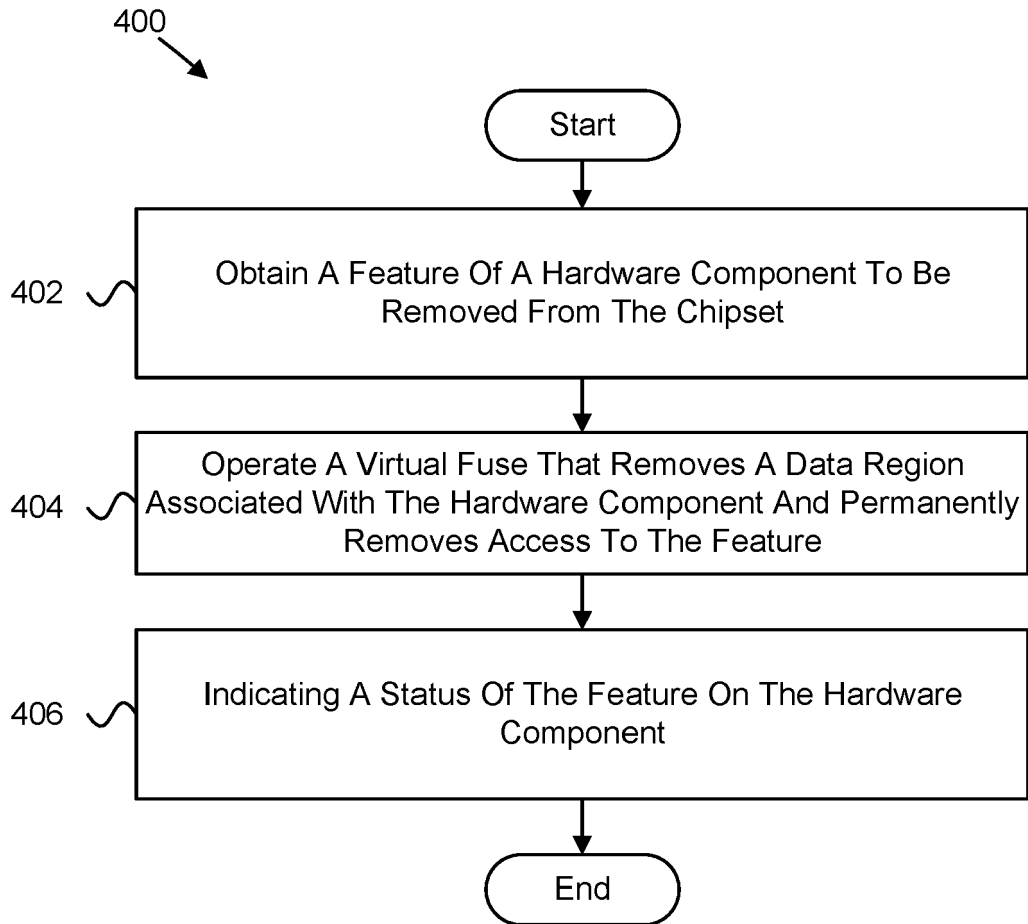 400
Start
402
Obtain A Feature Of A Hardware Component To Be
Removed From The Chipset
404
Operate A Virtual Fuse That Removes A Data Region
Associated With The Hardware Component And Permanently
Removes Access To The Feature
406
Indicating A Status Of The Feature On The Hardware
Component
End